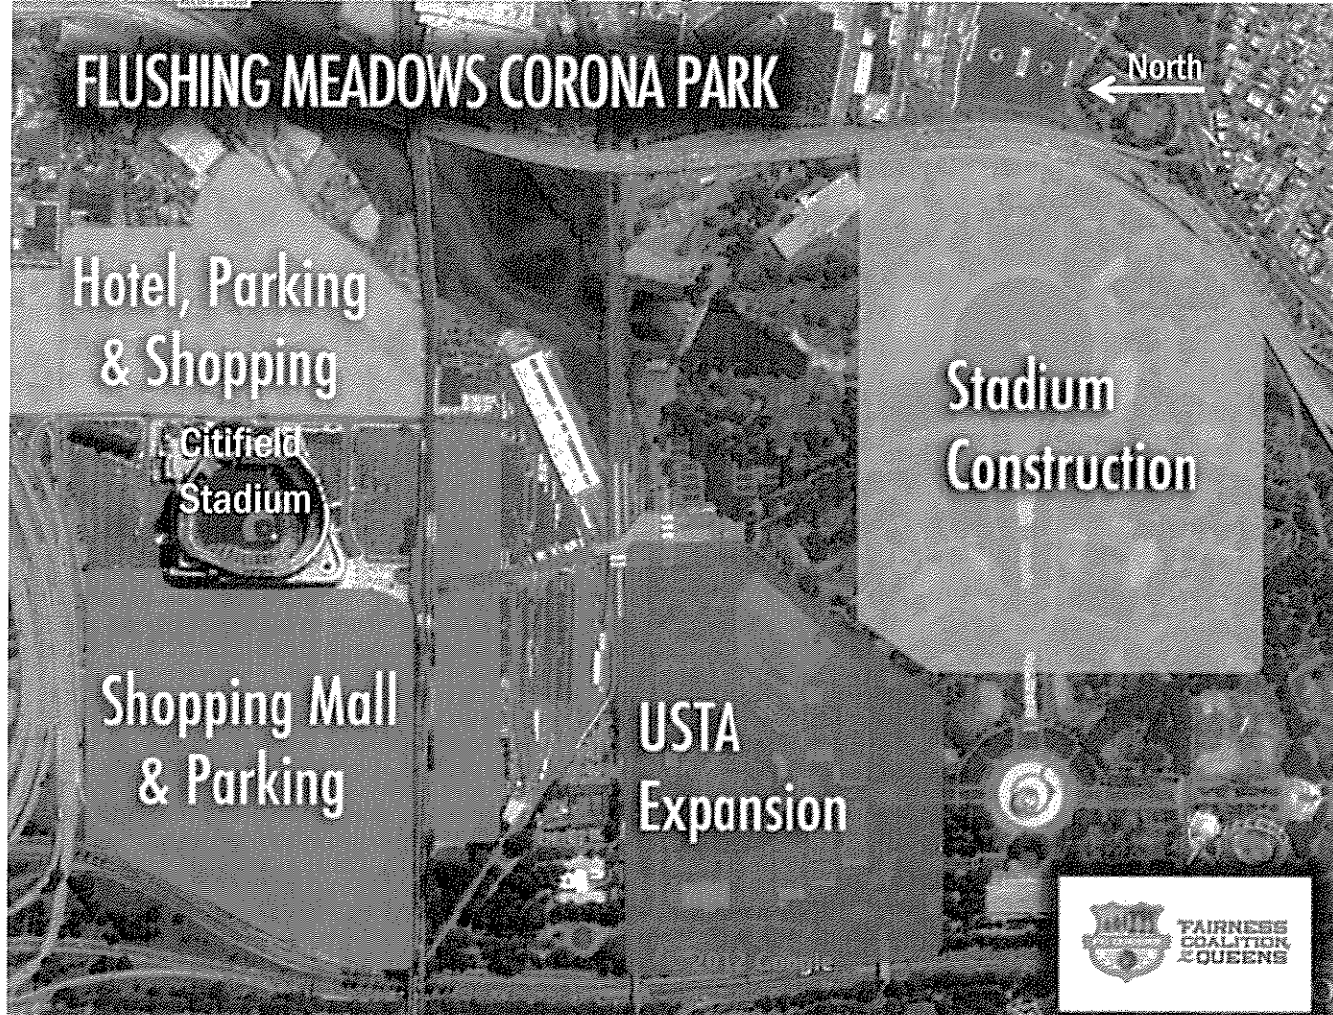 FLUSHING MEADOWS CORONA PARK
North
Hotel, Parking
& Shopping
Citifield
Stadium
Stadium
Construction
Shopping Mall
& Parking
USTA
Expansion
FAIRNESS
COALITION
of QUEENS